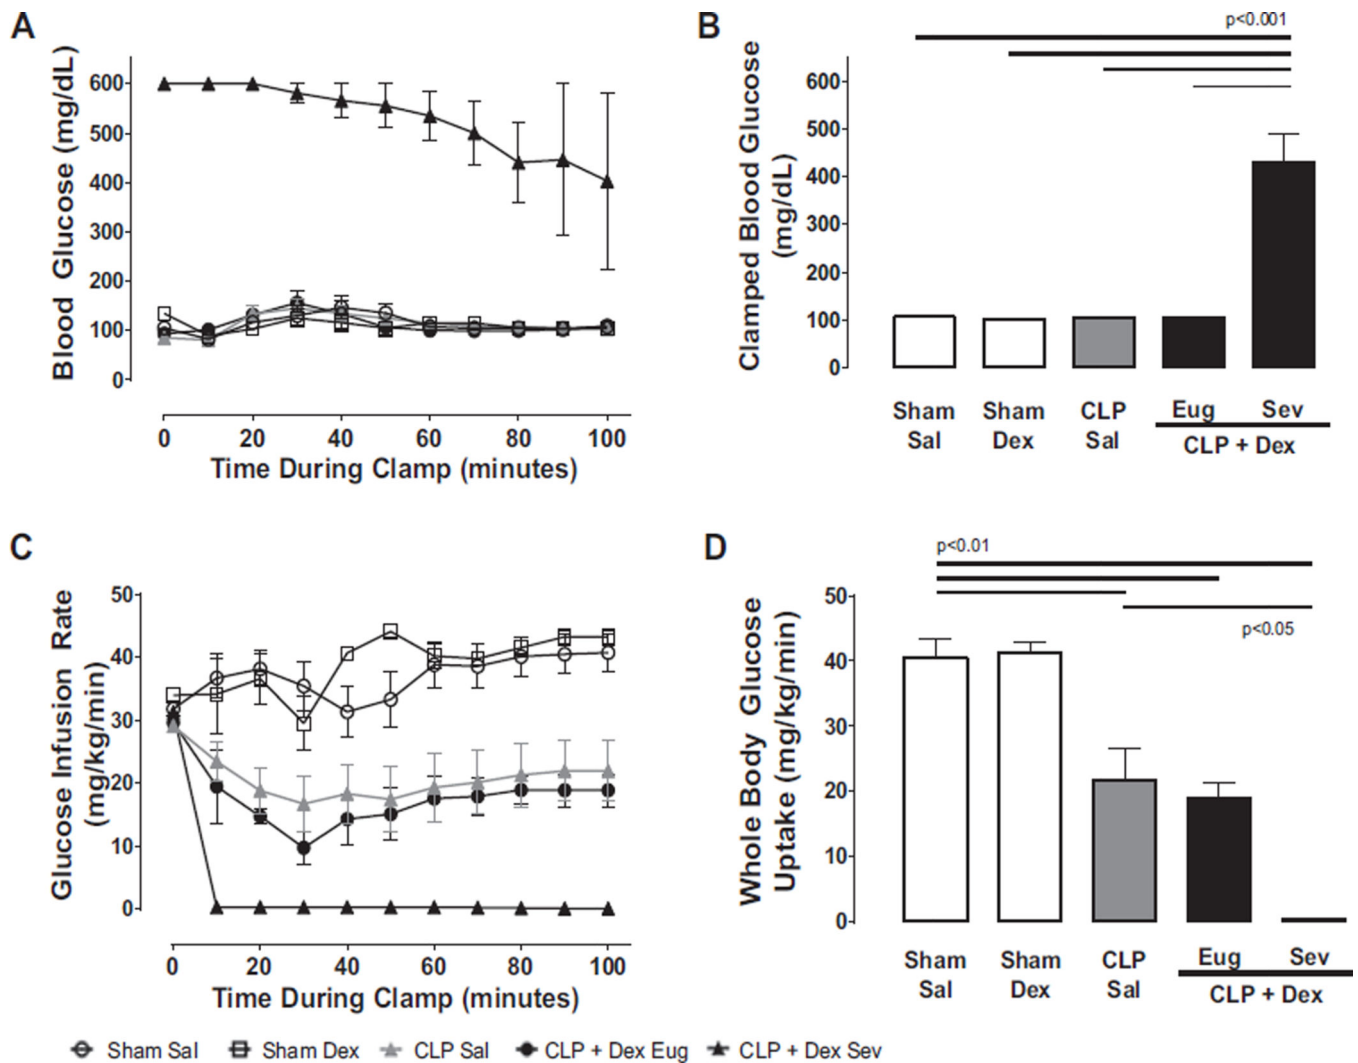 A
Blood Glucose (mg/dL)
600
500
400
300
200
100
0
0 20 40 60 80 100
Time During Clamp (minutes)
B
p<0.001
Clamped Blood Glucose
(mg/dL)
600
500
400
300
200
100
0
Sham Sal
Sham Dex
CLP Sal
Eug
Sev
CLP + Dex
C
Glucose Infusion Rate
(mg/kg/min)
50
40
30
20
10
0
0 20 40 60 80 100
Time During Clamp (minutes)
D
p<0.01
p<0.05
Whole Body Glucose
Uptake (mg/kg/min)
50
40
30
20
10
0
Sham Sal
Sham Dex
CLP Sal
Eug
Sev
CLP + Dex
Sham Sal Sham Dex CLP Sal CLP + Dex Eug CLP + Dex Sev